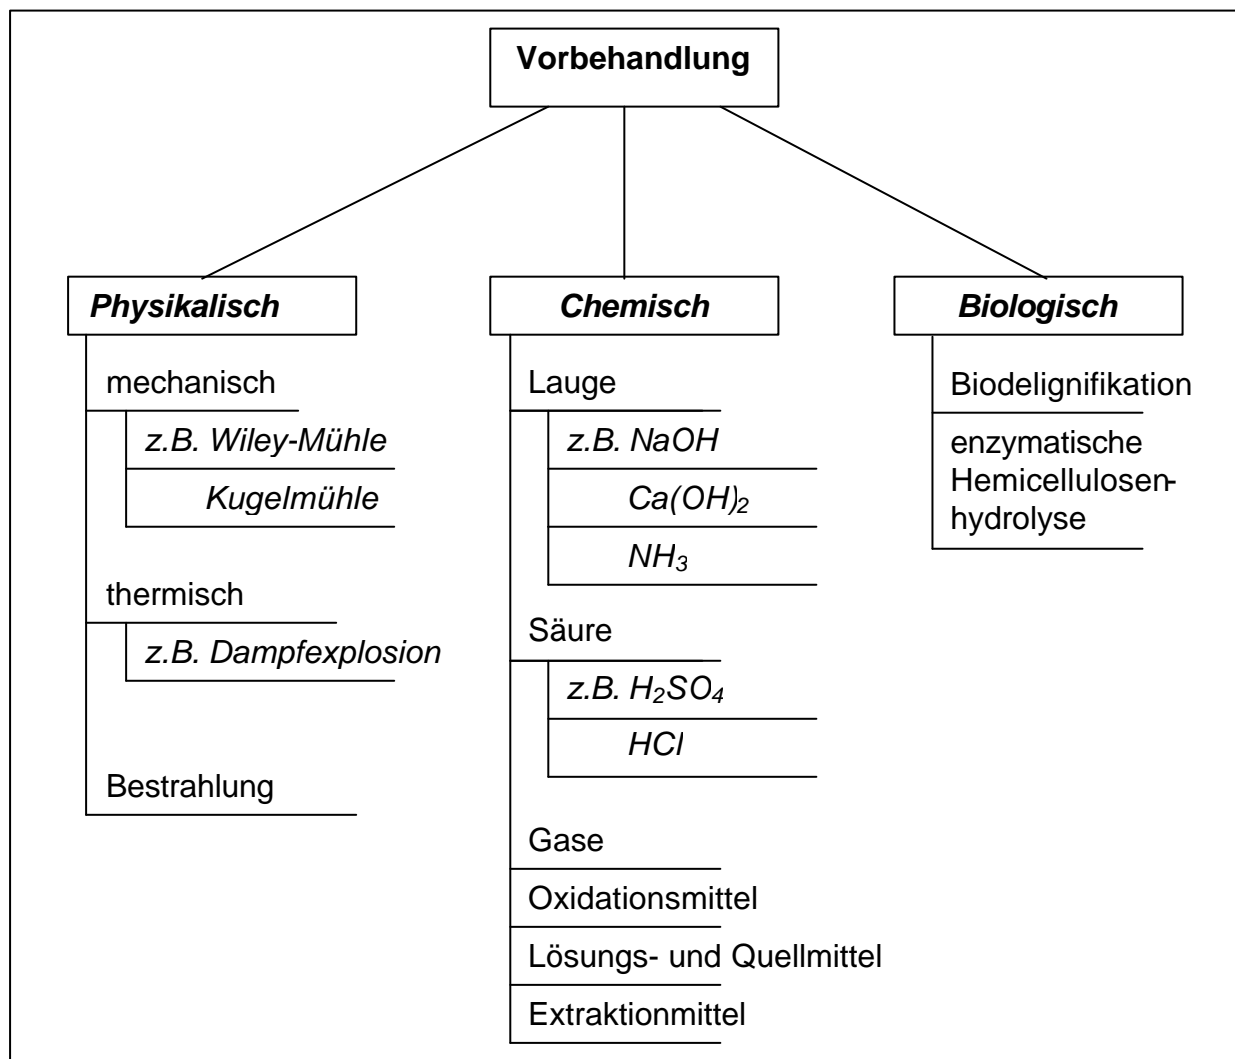 Vorbehandlung
Physikalisch
mechanisch
z.B. Wiley-Mühle
Kugelmühle
thermisch
z.B. Dampfexplosion
Bestrahlung
Chemisch
Lauge
z.B. NaOH
Ca(OH)₂
NH₃
Säure
z.B. H₂SO₄
HCl
Gase
Oxidationsmittel
Lösungs- und Quellmittel
Extraktionmittel
Biologisch
Biodelignifikation
enzymatische
Hemicellulosen-
hydrolyse